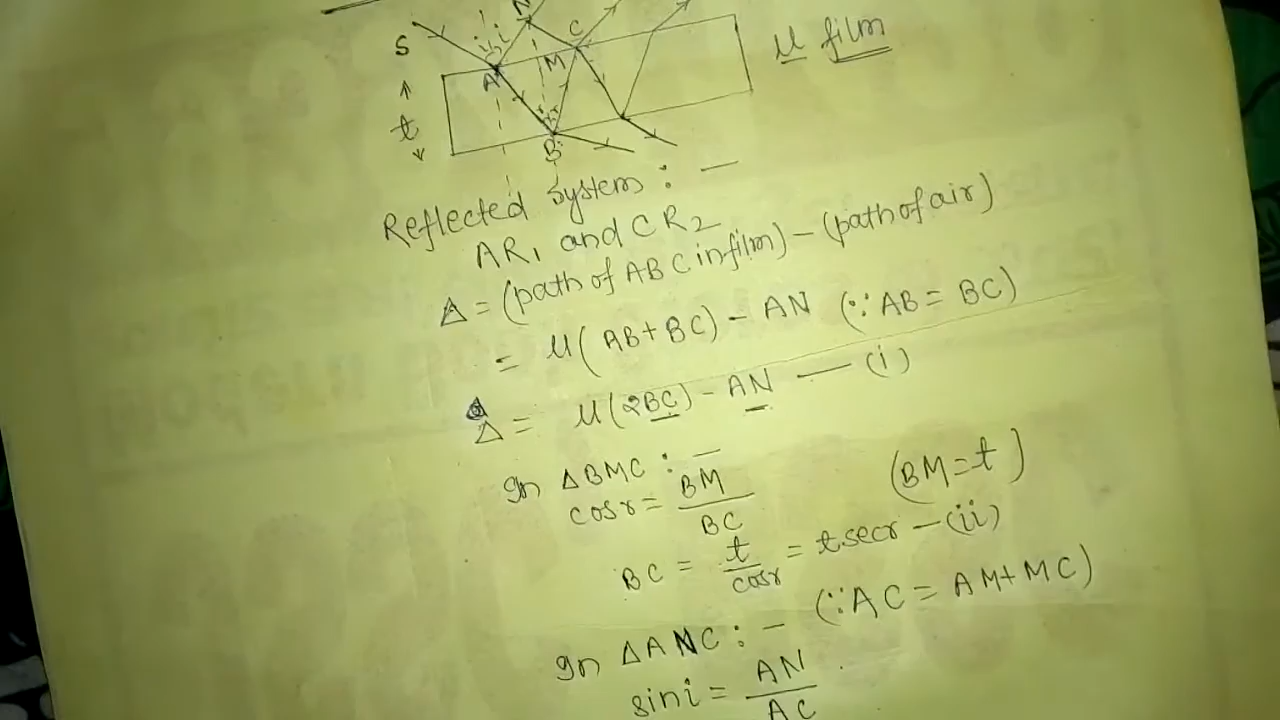 N
S i i C
A M μ film
t r r
B
Reflected System : —
AR₁ and CR₂
Δ = (path of ABC in film) – (path of air)
= μ( AB + BC) – AN (∵ AB = BC)
Δ = μ(2BC) – AN — (i)
In ΔBMC : —
cos r = BM / BC (BM = t)
BC = t / cos r = t sec r — (ii)
In ΔANC : — (∵ AC = AM + MC)
sin i = AN / AC